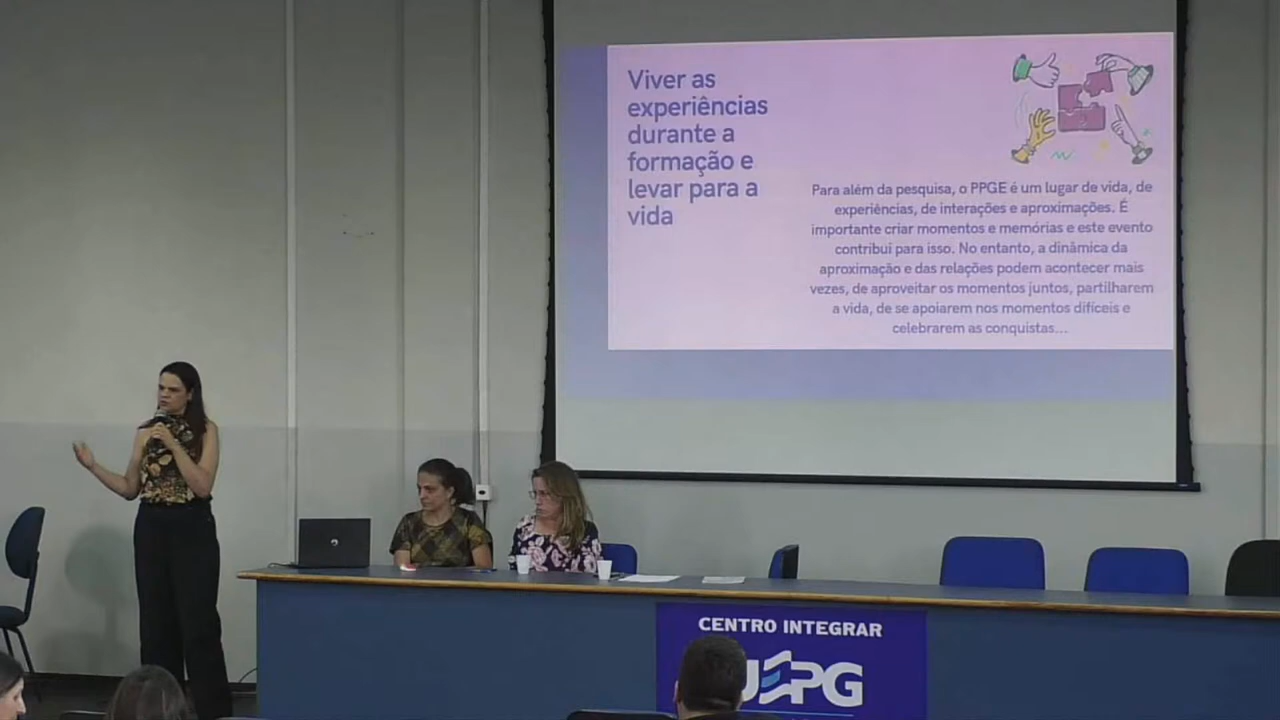 Viver as
experiências
durante a
formação e
levar para a
vida
Para além da pesquisa, o PPGE é um lugar de vida, de
experiências, de interações e aproximações. É
importante criar momentos e memórias e este evento
contribui para isso. No entanto, a dinâmica da
aproximação e das relações podem acontecer mais
vezes, de aproveitar os momentos juntos, partilharem
a vida, de se apoiarem nos momentos difíceis e
celebrarem as conquistas...
CENTRO INTEGRAR
UEPG